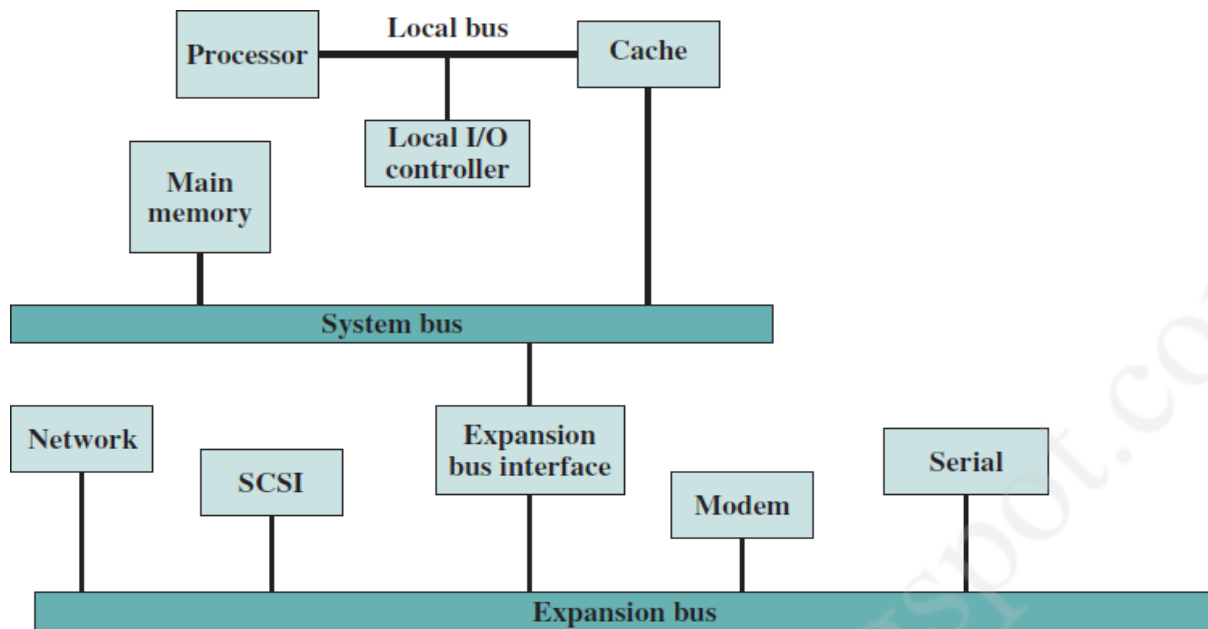 Local bus
Processor
Cache
Local I/O
controller
Main
memory
System bus
Network
SCSI
Expansion
bus interface
Modem
Serial
Expansion bus